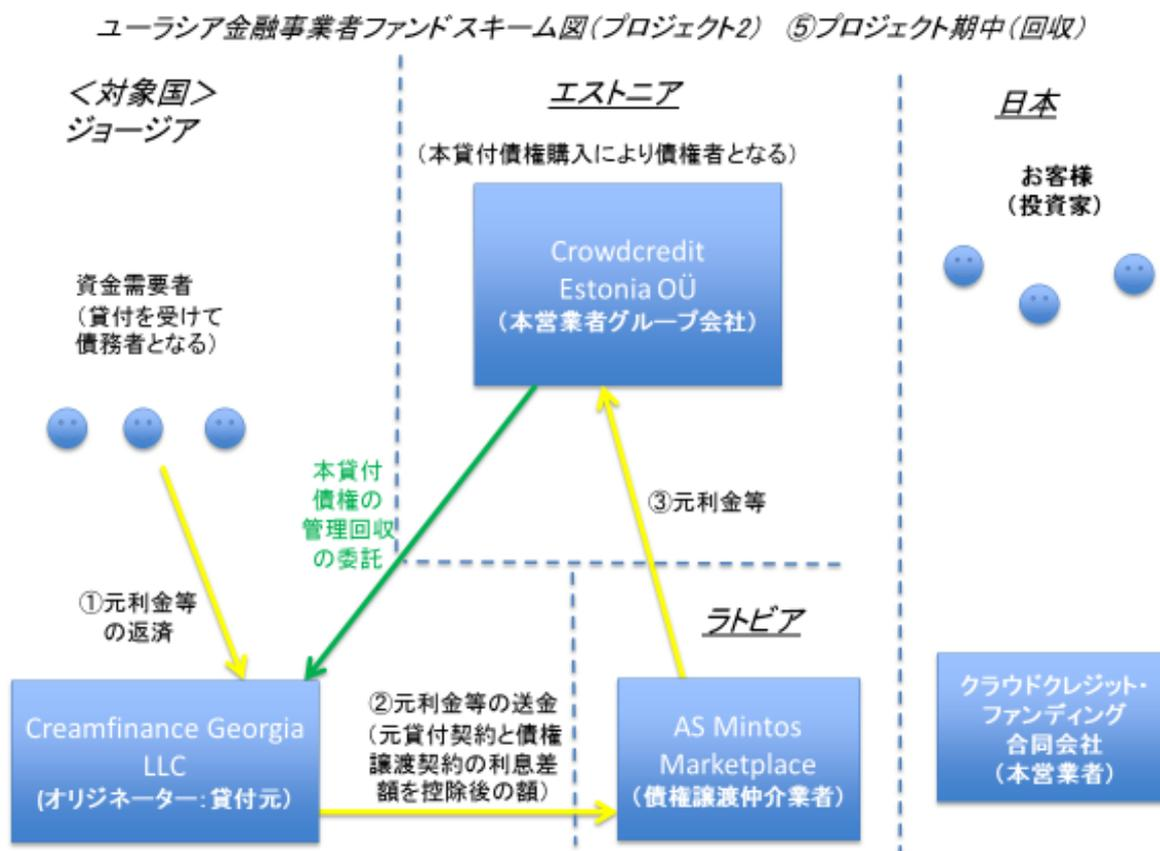 ユーラシア金融事業者ファンドスキーム図(プロジェクト2) ⑤プロジェクト期中(回収)
<対象国>
ジョージア
資金需要者
(貸付を受けて
債務者となる)
①元利金等
の返済
Creamfinance Georgia
LLC
(オリジネーター:貸付元)
エストニア
(本貸付債権購入により債権者となる)
Crowdcredit
Estonia OÜ
(本営業者グループ会社)
本貸付
債権の
管理回収
の委託
③元利金等
②元利金等の送金
(元貸付契約と債権
譲渡契約の利息差
額を控除後の額)
ラトビア
AS Mintos
Marketplace
(債権譲渡仲介業者)
日本
お客様
(投資家)
クラウドクレジット・
ファンディング
合同会社
(本営業者)